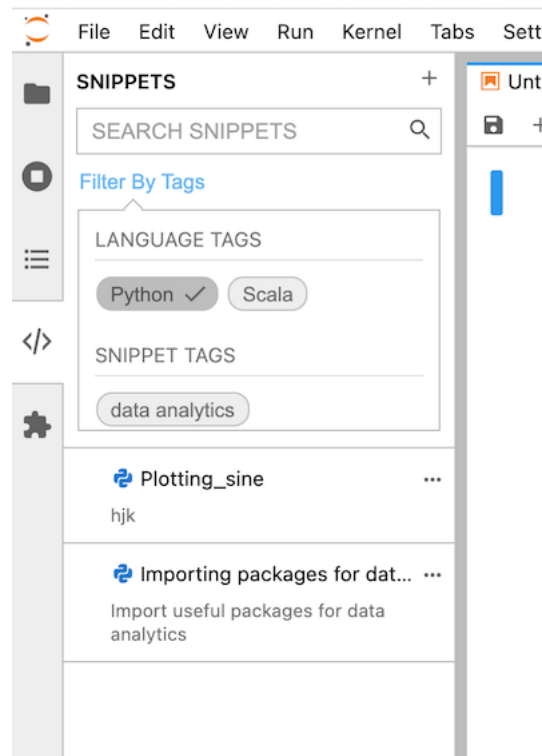 File Edit View Run Kernel Tabs Sett
SNIPPETS +
Unt
SEARCH SNIPPETS
+
Filter By Tags
LANGUAGE TAGS
Python ✓ Scala
SNIPPET TAGS
data analytics
</>
Plotting_sine ...
hjk
Importing packages for dat... ...
Import useful packages for data
analytics